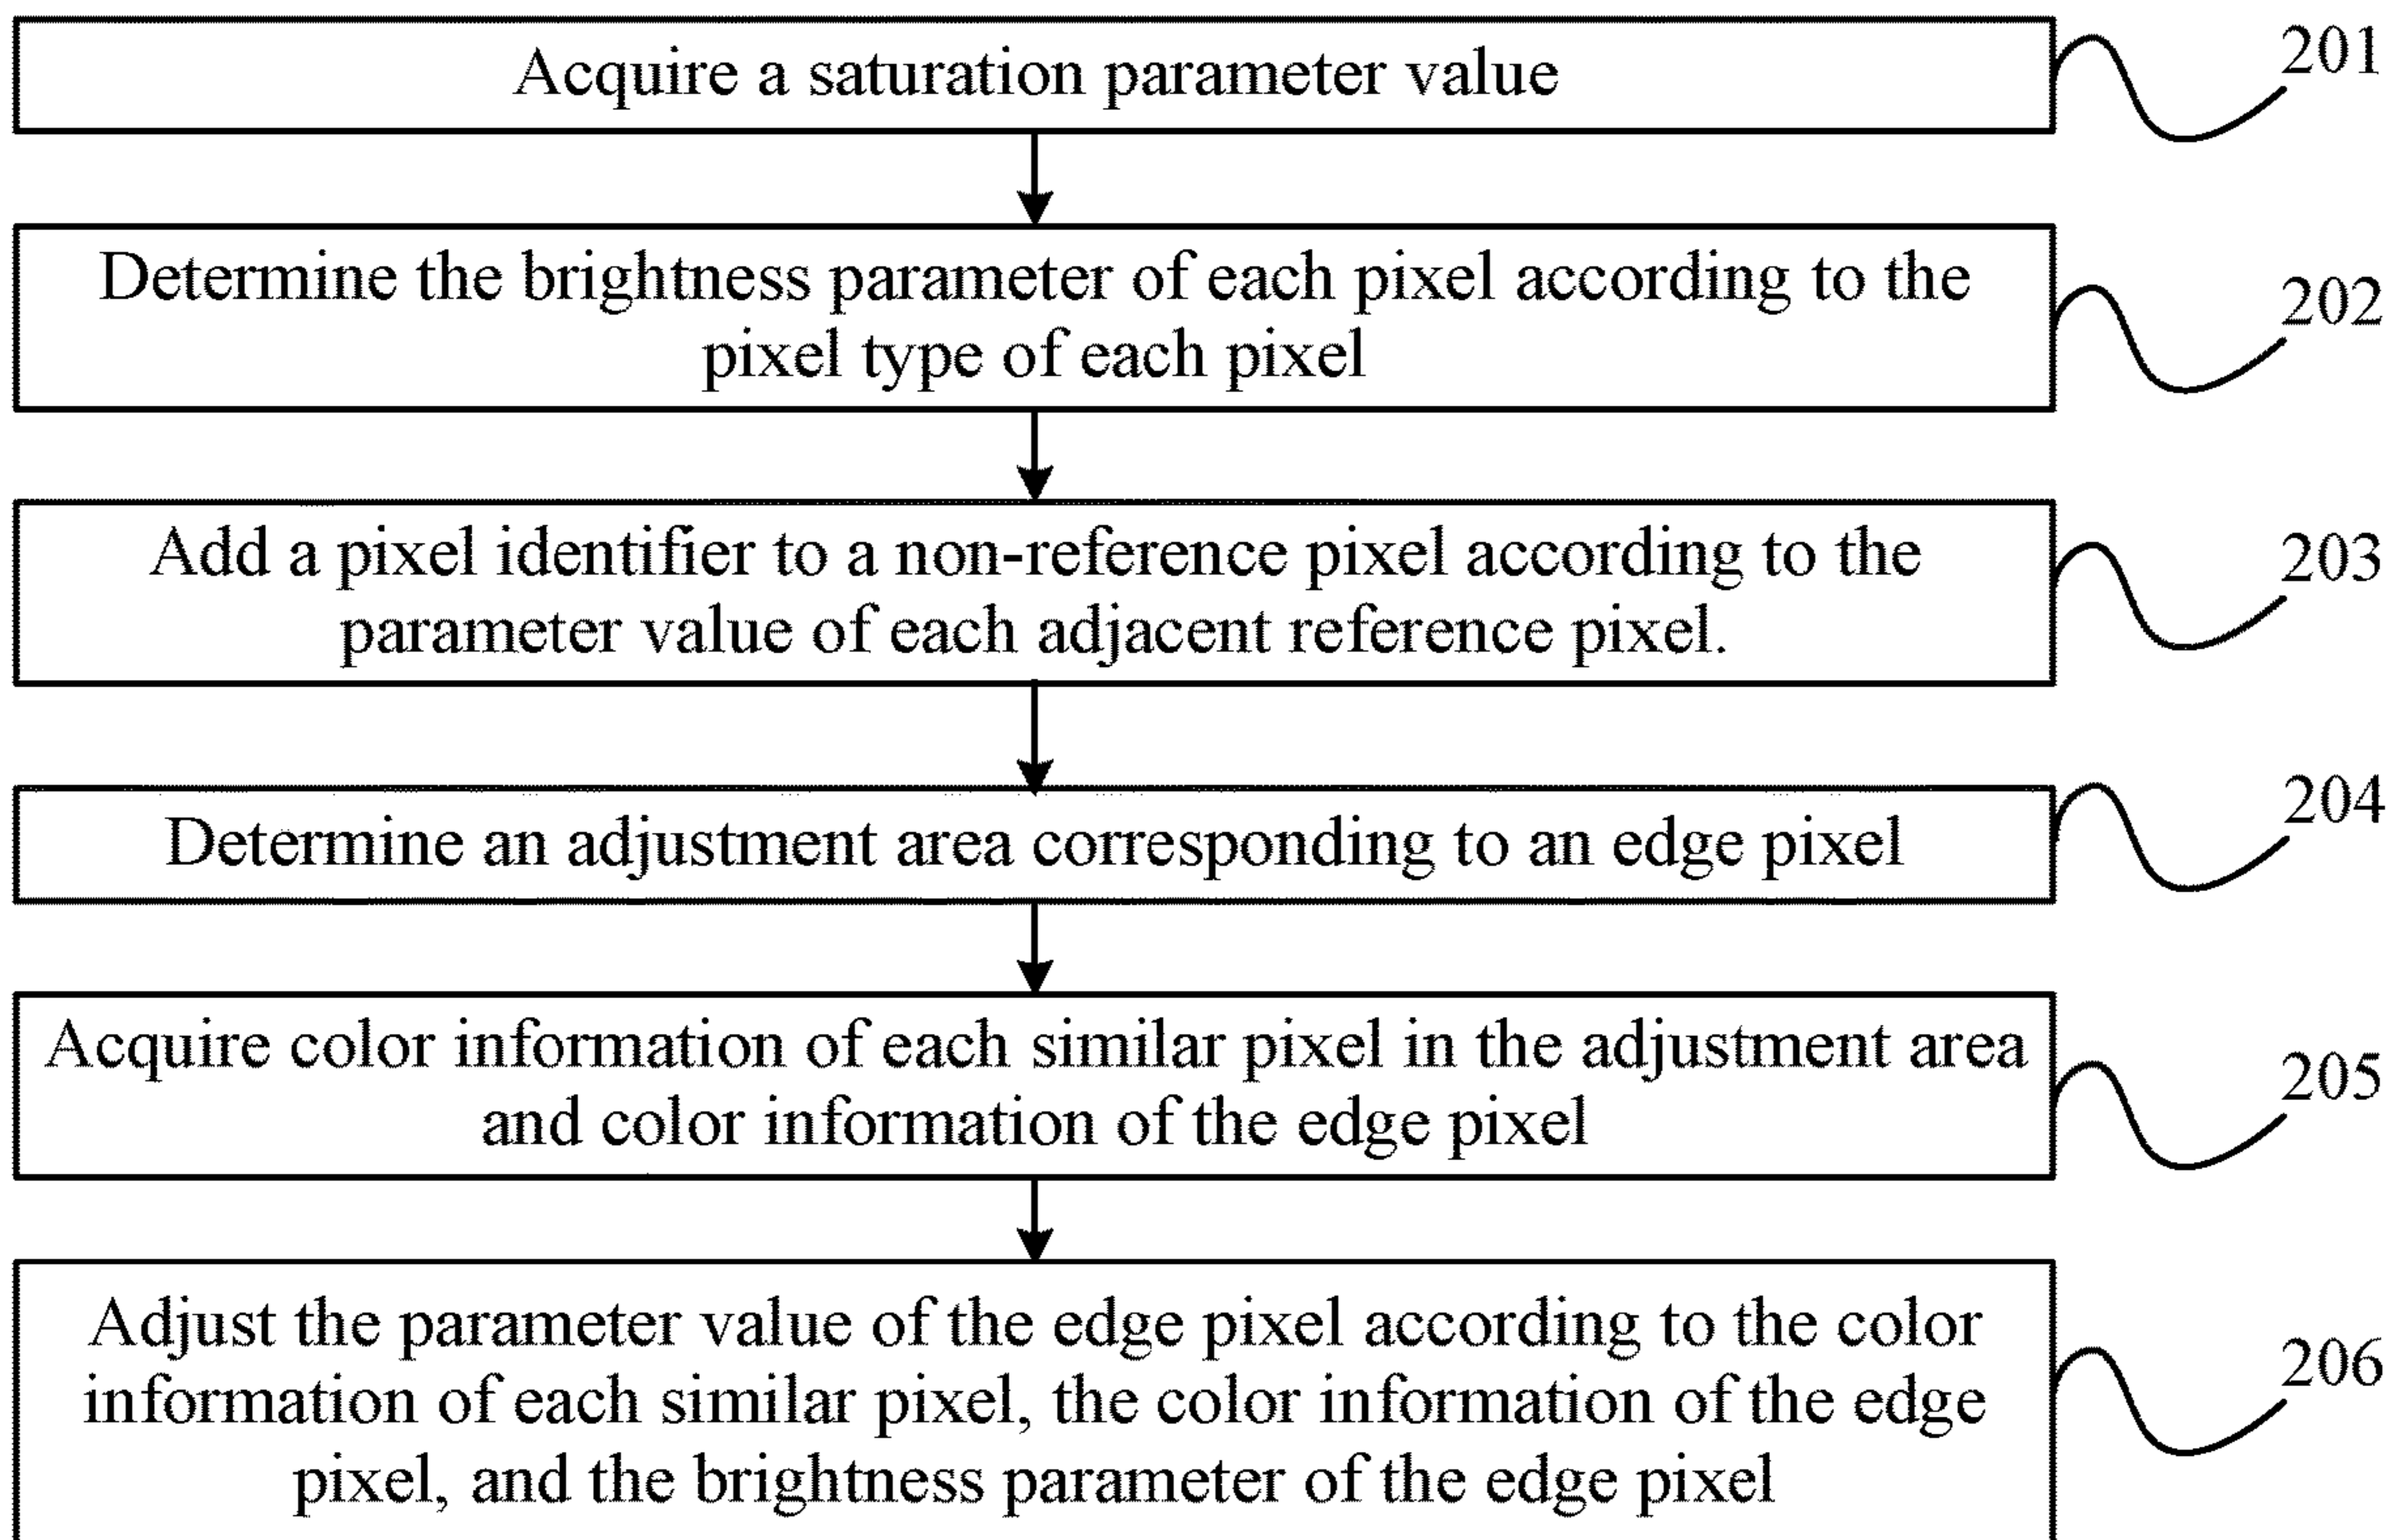 Acquire a saturation parameter value
201
Determine the brightness parameter of each pixel according to the
pixel type of each pixel
202
Add a pixel identifier to a non-reference pixel according to the
parameter value of each adjacent reference pixel.
203
Determine an adjustment area corresponding to an edge pixel
204
Acquire color information of each similar pixel in the adjustment area
and color information of the edge pixel
205
Adjust the parameter value of the edge pixel according to the color
information of each similar pixel, the color information of the edge
pixel, and the brightness parameter of the edge pixel
206